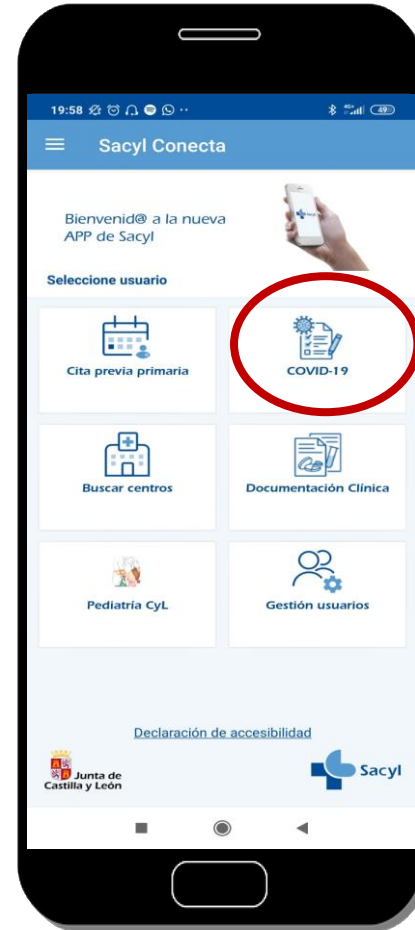 19:58
49
Sacyl Conecta
Bienvenid@ a la nueva
APP de Sacyl
Seleccione usuario
Cita previa primaria
COVID-19
Buscar centros
Documentación Clínica
Pediatría CyL
Gestión usuarios
Declaración de accesibilidad
Junta de
Castilla y León
Sacyl